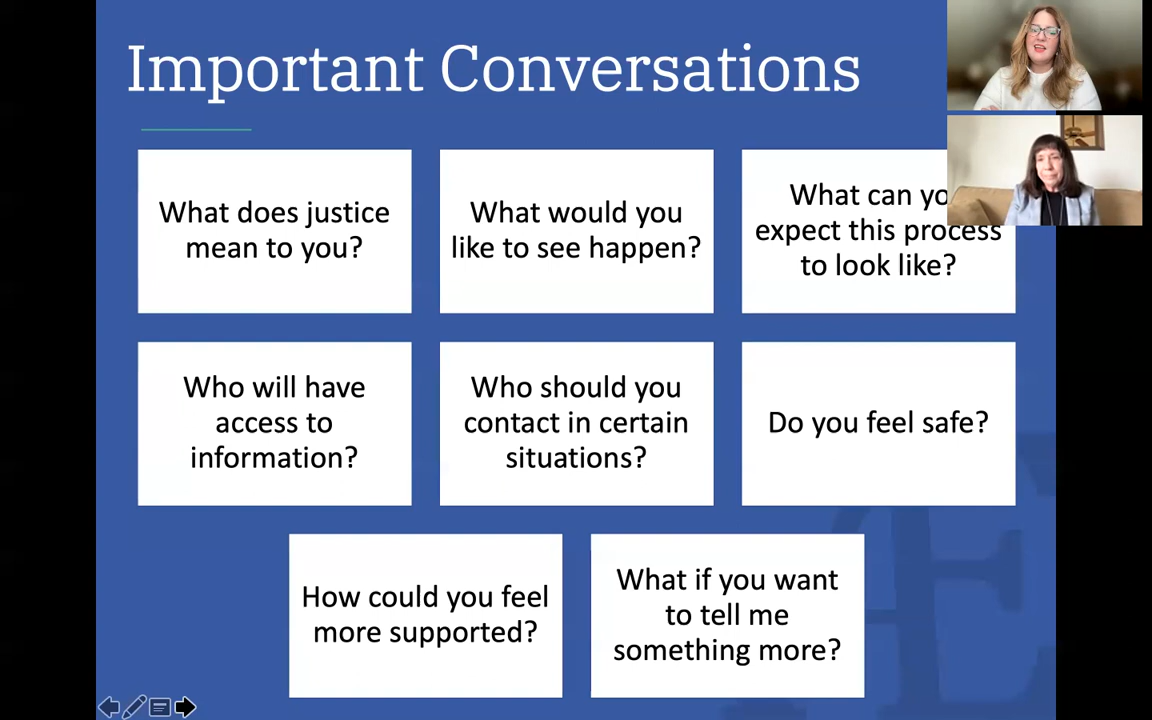 Important Conversations
What does justice
mean to you?
What would you
like to see happen?
What can yo
expect this process
to look like?
Who will have
access to
information?
Who should you
contact in certain
situations?
Do you feel safe?
How could you feel
more supported?
What if you want
to tell me
something more?